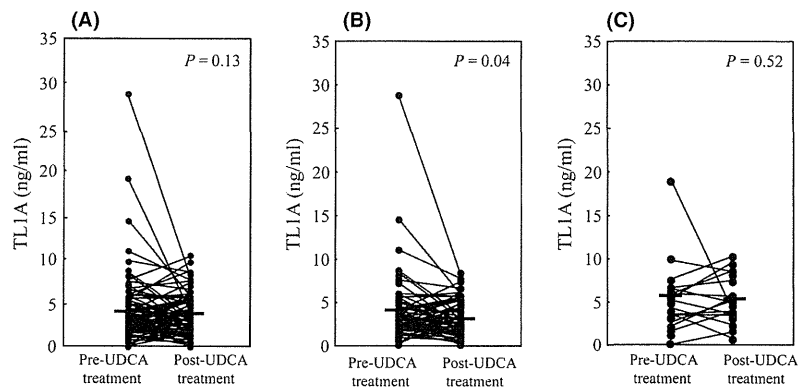 (A)
35
30
25
20
15
10
5
0
TL1A (ng/ml)
P = 0.13
Pre-UDCA treatment
Post-UDCA treatment
(B)
35
30
25
20
15
10
5
0
TL1A (ng/ml)
P = 0.04
Pre-UDCA treatment
Post-UDCA treatment
(C)
35
30
25
20
15
10
5
0
TL1A (ng/ml)
P = 0.52
Pre-UDCA treatment
Post-UDCA treatment